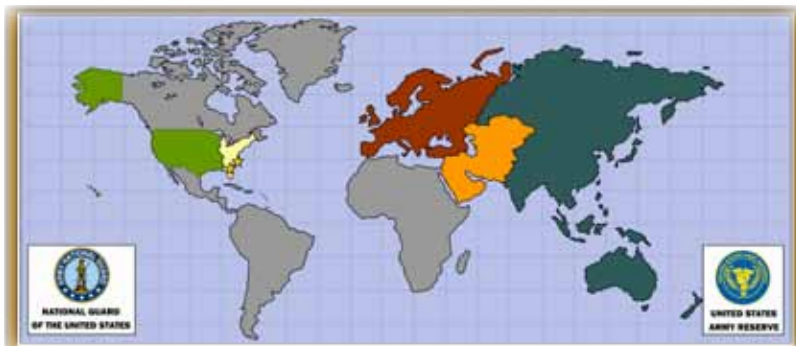 NATIONAL GUARD
OF THE UNITED STATES
UNITED STATES
ARMY RESERVE